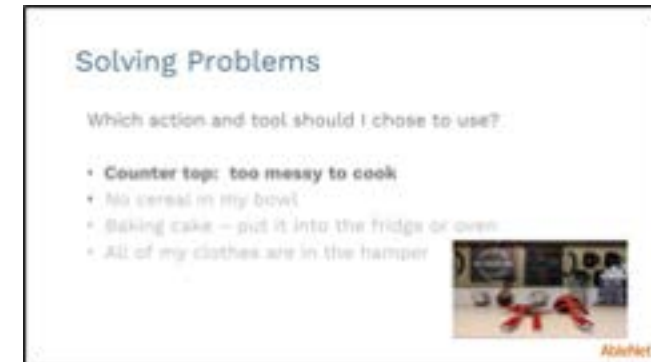 Solving Problems
Which action and tool should I chose to use?
• Counter top: too messy to cook
• No cereal in my bowl
• Baking cake – put it into the fridge or oven
• All of my clothes are in the hamper
AbleNet